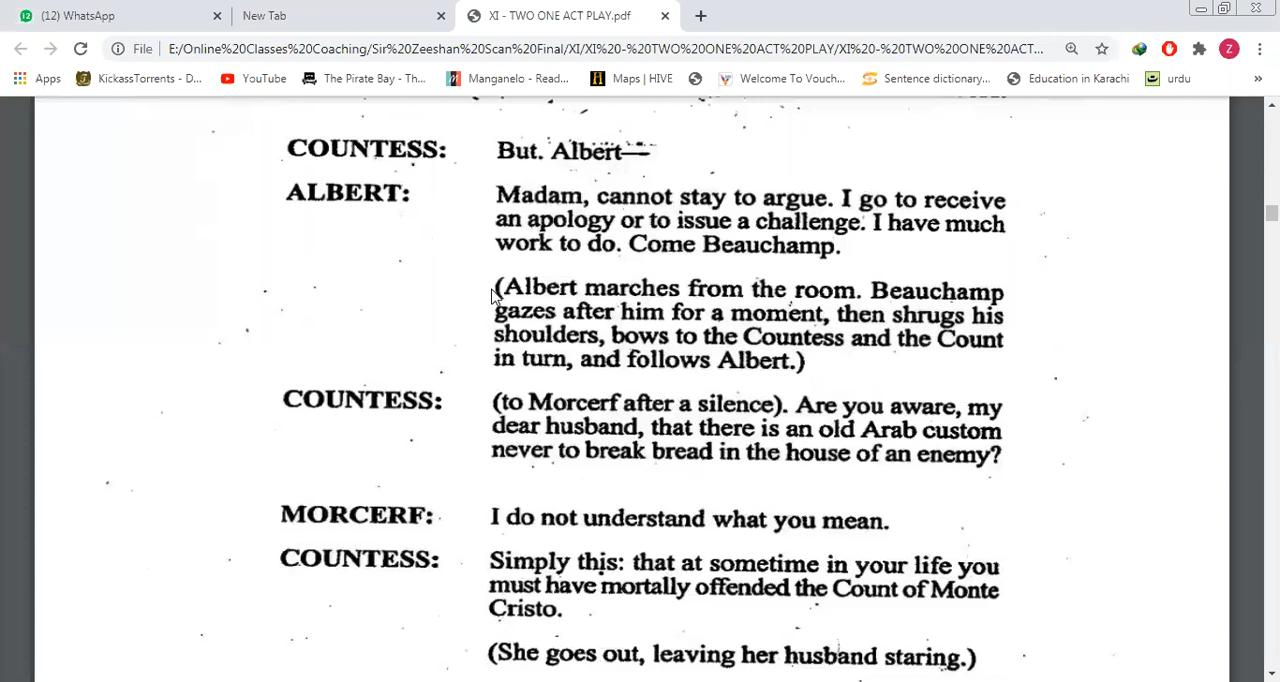 (12) WhatsApp
New Tab
XI - TWO ONE ACT PLAY.pdf
File
E:/Online%20Classes%20Coaching/Sir%20Zeeshan%20Scan%20Final/XI/XI%20-%20TWO%20ONE%20ACT%20PLAY/XI%20-%20TWO%20ONE%20ACT...
Z
Apps
KickassTorrents - D...
YouTube
The Pirate Bay - Th...
Manganelo - Read...
Maps | HIVE
Welcome To Vouch...
Sentence dictionary...
Education in Karachi
urdu
»
COUNTESS: But. Albert—
ALBERT: Madam, cannot stay to argue. I go to receive
an apology or to issue a challenge. I have much
work to do. Come Beauchamp.
(Albert marches from the room. Beauchamp
gazes after him for a moment, then shrugs his
shoulders, bows to the Countess and the Count
in turn, and follows Albert.)
COUNTESS: (to Morcerf after a silence). Are you aware, my
dear husband, that there is an old Arab custom
never to break bread in the house of an enemy?
MORCERF: I do not understand what you mean.
COUNTESS: Simply this: that at sometime in your life you
must have mortally offended the Count of Monte
Cristo.
(She goes out, leaving her husband staring.)